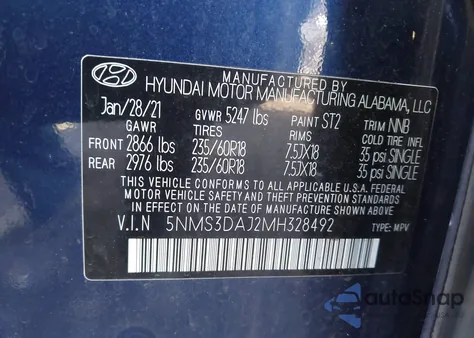 MANUFACTURED BY
HYUNDAI MOTOR MANUFACTURING ALABAMA, LLC
Jan/28/21 GVWR 5247 lbs PAINT ST2 TRIM NNB
GAWR TIRES RIMS COLD TIRE INFL
FRONT 2866 lbs 235/60R18 7.5JX18 35 psi SINGLE
REAR 2976 lbs 235/60R18 7.5JX18 35 psi SINGLE
THIS VEHICLE CONFORMS TO ALL APPLICABLE FEDERAL
MOTOR VEHICLE SAFETY AND THEFT PREVENTION STANDARDS
IN EFFECT ON THE DATE OF MANUFACTURE SHOWN ABOVE.
V.I.N 5NMS3DAJ2MH328492 TYPE: MPV
autoSnap